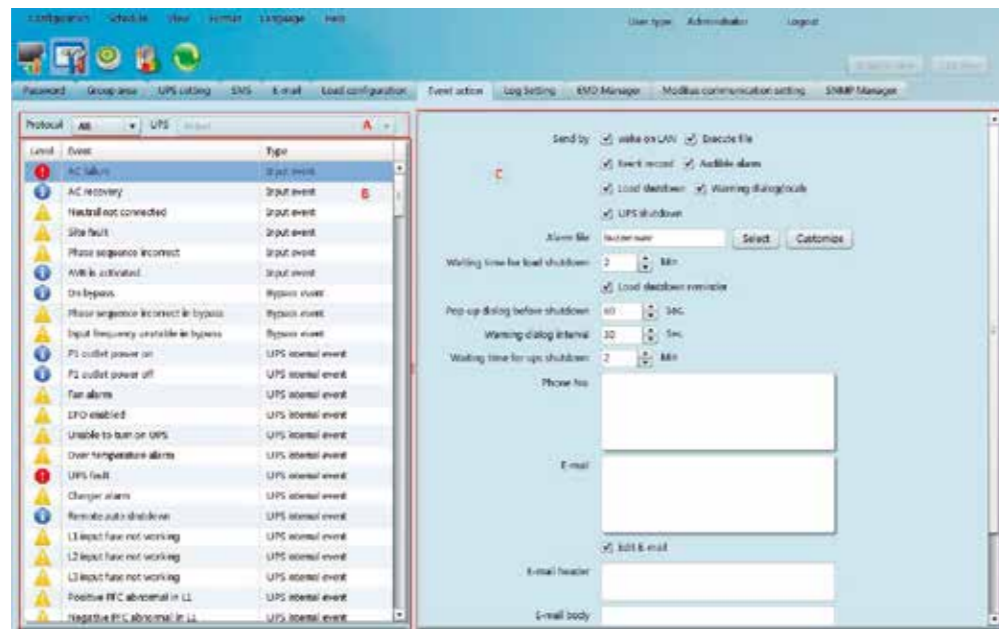 Configuration Schedule View Format Language Help
User type: Administrator Logout
Password Group area UPS setting SMS E-mail Load configuration Event action Log Setting EMD Manager Modbus communication setting SNMP Manager
Protocol All UPS A
Level Event Type
AC failure Input event
AC recovery Input event
B
Neutral not connected Input event
Site fault Input event
Phase sequence incorrect Input event
AVR is activated Input event
On bypass Bypass event
Phase sequence incorrect in bypass Bypass event
Input frequency unstable in bypass Bypass event
P1 outlet power on UPS internal event
P1 outlet power off UPS internal event
Fan alarm UPS internal event
EPO enabled UPS internal event
Unable to turn on UPS UPS internal event
Over temperature alarm UPS internal event
UPS fault UPS internal event
Charger alarm UPS internal event
Remote auto shutdown UPS internal event
L1 input fuse not working UPS internal event
L2 input fuse not working UPS internal event
L3 input fuse not working UPS internal event
Positive PFC abnormal in L1 UPS internal event
Negative PFC abnormal in L1 UPS internal event
C
Send by wake on LAN Execute file
Event record Audible alarm
Load shutdown Warning dialog(local)
UPS shutdown
Alarm file buzzer.wav Select Customize
Waiting time for load shutdown 2 Min
Load shutdown reminder
Pop-up dialog before shutdown 60 Sec.
Warning dialog interval 30 Sec
Waiting time for ups shutdown 2 Min
Phone No.
E-mail
Edit E-mail
E-mail header
E-mail body